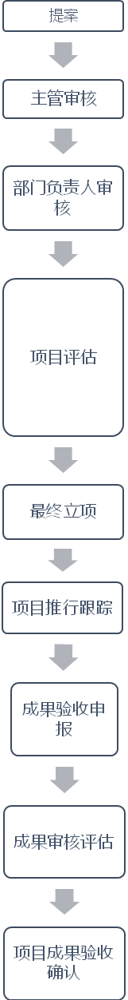 提案
主管审核
部门负责人审
核
项目评估
最终立项
项目推行跟踪
成果验收申
报
成果审核评估
项目成果验收
确认